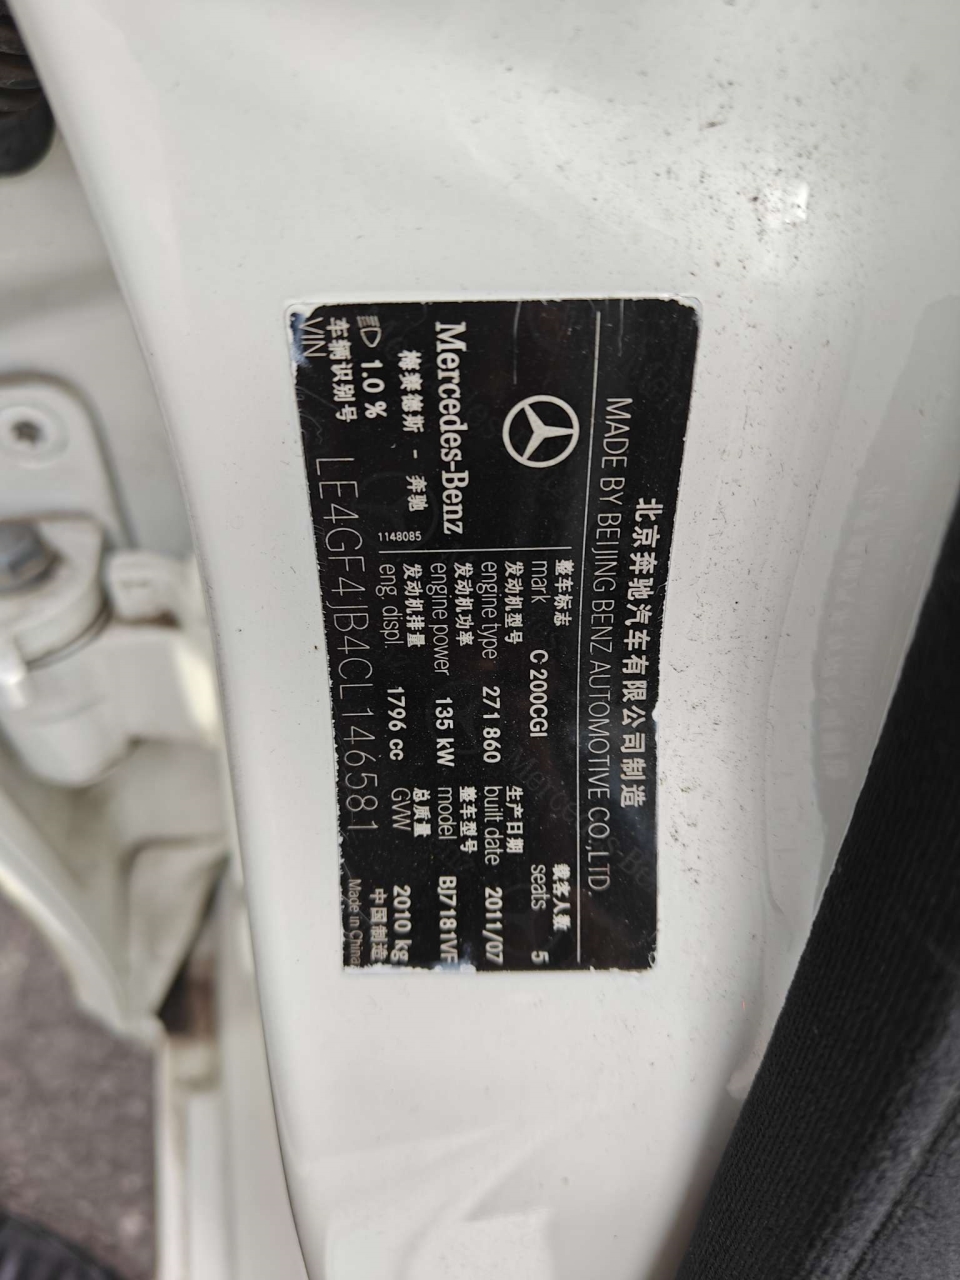 北京奔驰汽车有限公司制造
MADE BY BEIJING BENZ AUTOMOTIVE CO.,LTD
整车标志
mark C 200CGI
载客人数
seats 5
发动机型号
engine type 271 860
生产日期
built date 2011/07
发动机功率
engine power 135 kW
整车型号
model BJ7181VF
发动机排量
eng. displ. 1796 cc
总质量
GVW 2010 kg
Mercedes-Benz
梅赛德斯 - 奔驰
1148085
1.0 %
中国制造
Made in China
车辆识别号
VIN LE4GF4JB4CL146581